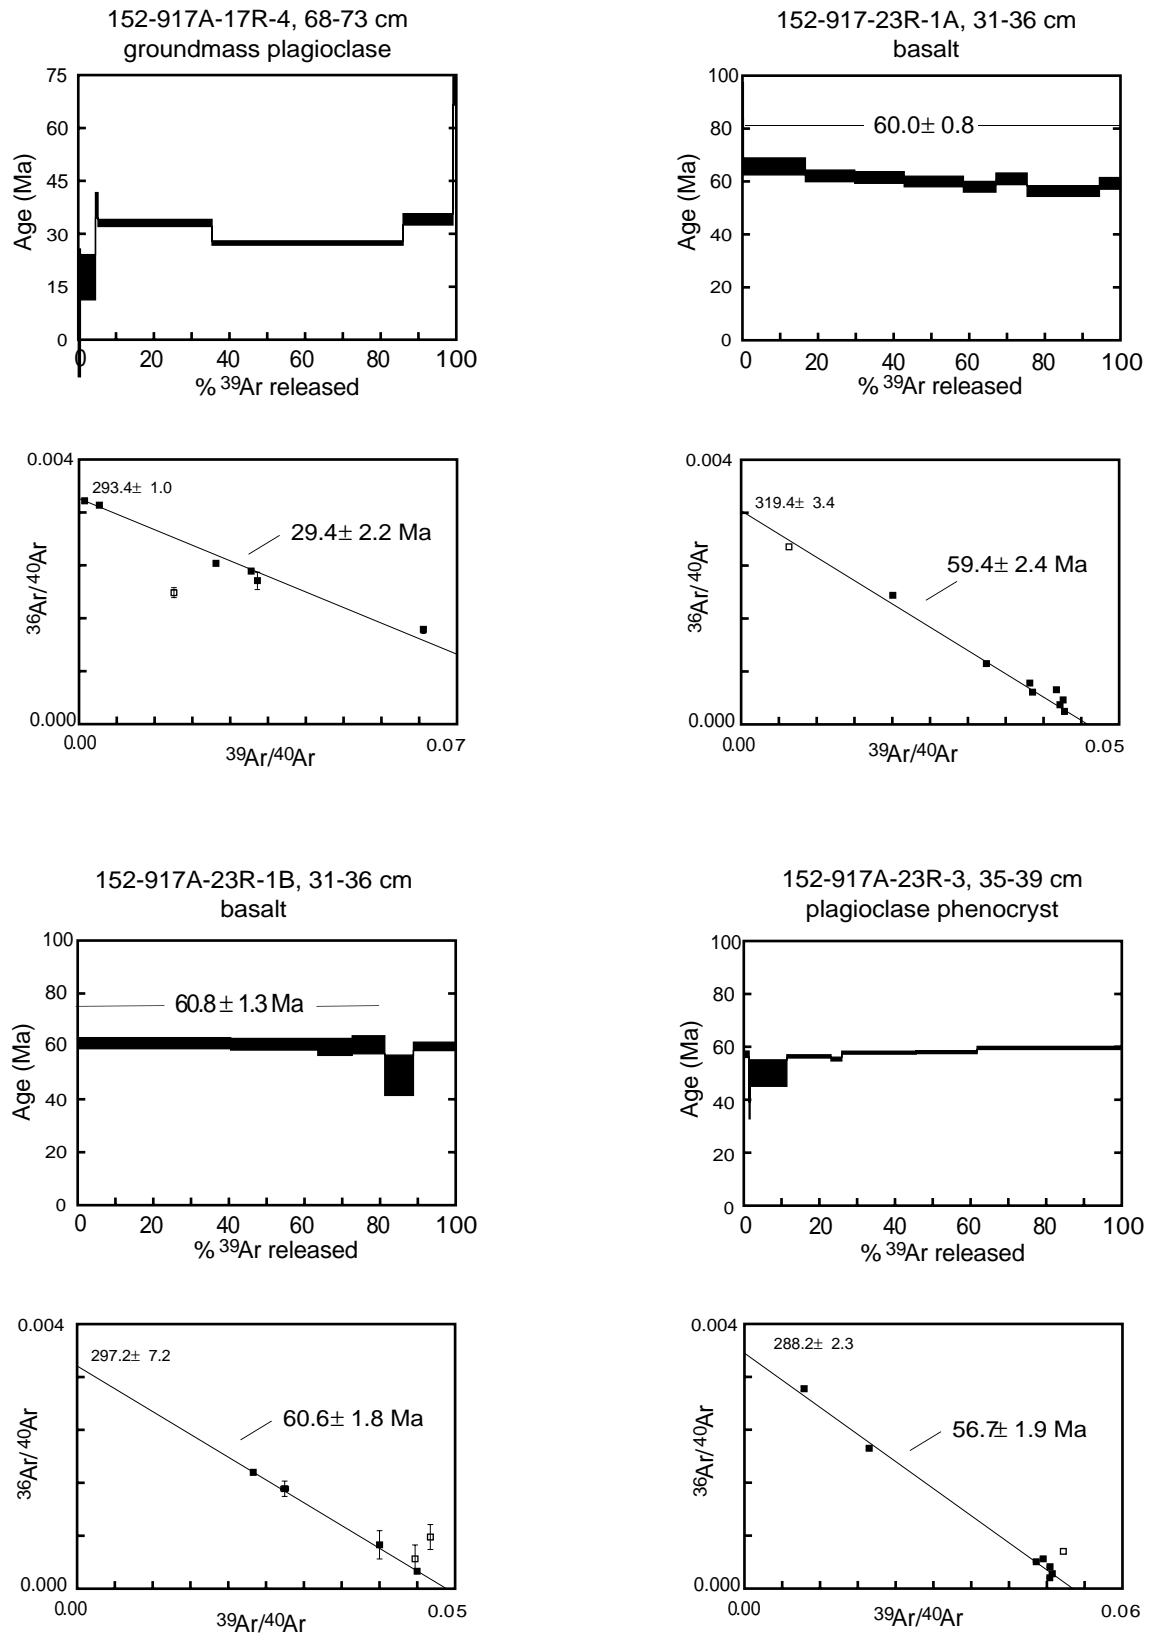 152-917A-17R-4, 68-73 cm
groundmass plagioclase
75
60
45
30
15
0
Age (Ma)
0 20 40 60 80 100
% 39Ar released
0.004
293.4± 1.0
29.4± 2.2 Ma
36Ar/40Ar
0.000
0.00 0.07
39Ar/40Ar
152-917-23R-1A, 31-36 cm
basalt
100
80
60
40
20
0
Age (Ma)
60.0± 0.8
0 20 40 60 80 100
% 39Ar released
0.004
319.4± 3.4
59.4± 2.4 Ma
36Ar/40Ar
0.000
0.00 0.05
39Ar/40Ar
152-917A-23R-1B, 31-36 cm
basalt
100
80
60
40
20
0
Age (Ma)
60.8 ± 1.3 Ma
0 20 40 60 80 100
% 39Ar released
0.004
297.2± 7.2
60.6± 1.8 Ma
36Ar/40Ar
0.000
0.00 0.05
39Ar/40Ar
152-917A-23R-3, 35-39 cm
plagioclase phenocryst
100
80
60
40
20
0
Age (Ma)
0 20 40 60 80 100
% 39Ar released
0.004
288.2± 2.3
56.7± 1.9 Ma
36Ar/40Ar
0.000
0.00 0.06
39Ar/40Ar